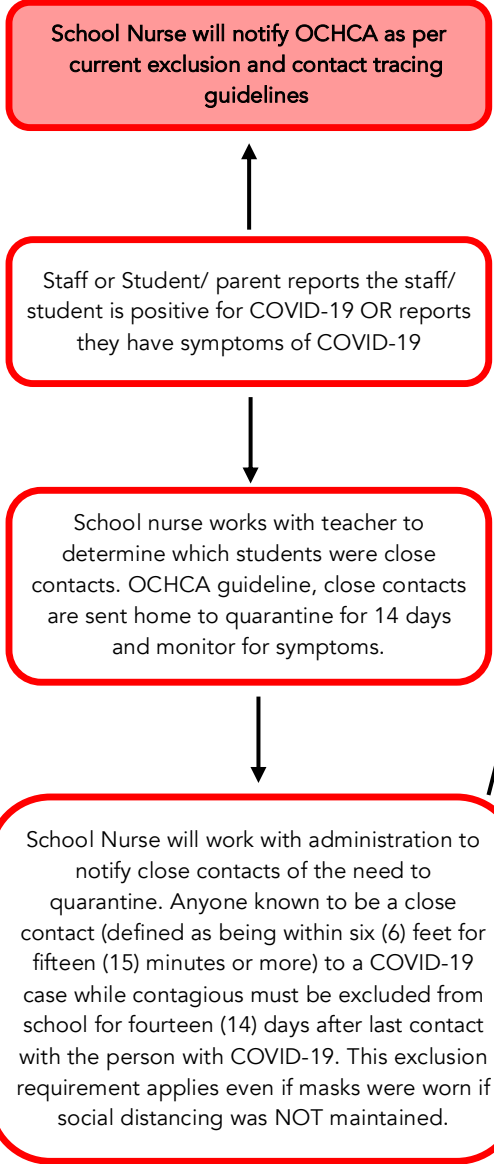 School Nurse will notify OCHCA as per
current exclusion and contact tracing
guidelines
Staff or Student/ parent reports the staff/
student is positive for COVID-19 OR reports
they have symptoms of COVID-19
School nurse works with teacher to
determine which students were close
contacts. OCHCA guideline, close contacts
are sent home to quarantine for 14 days
and monitor for symptoms.
School Nurse will work with administration to
notify close contacts of the need to
quarantine. Anyone known to be a close
contact (defined as being within six (6) feet for
fifteen (15) minutes or more) to a COVID-19
case while contagious must be excluded from
school for fourteen (14) days after last contact
with the person with COVID-19. This exclusion
requirement applies even if masks were worn if
social distancing was NOT maintained.